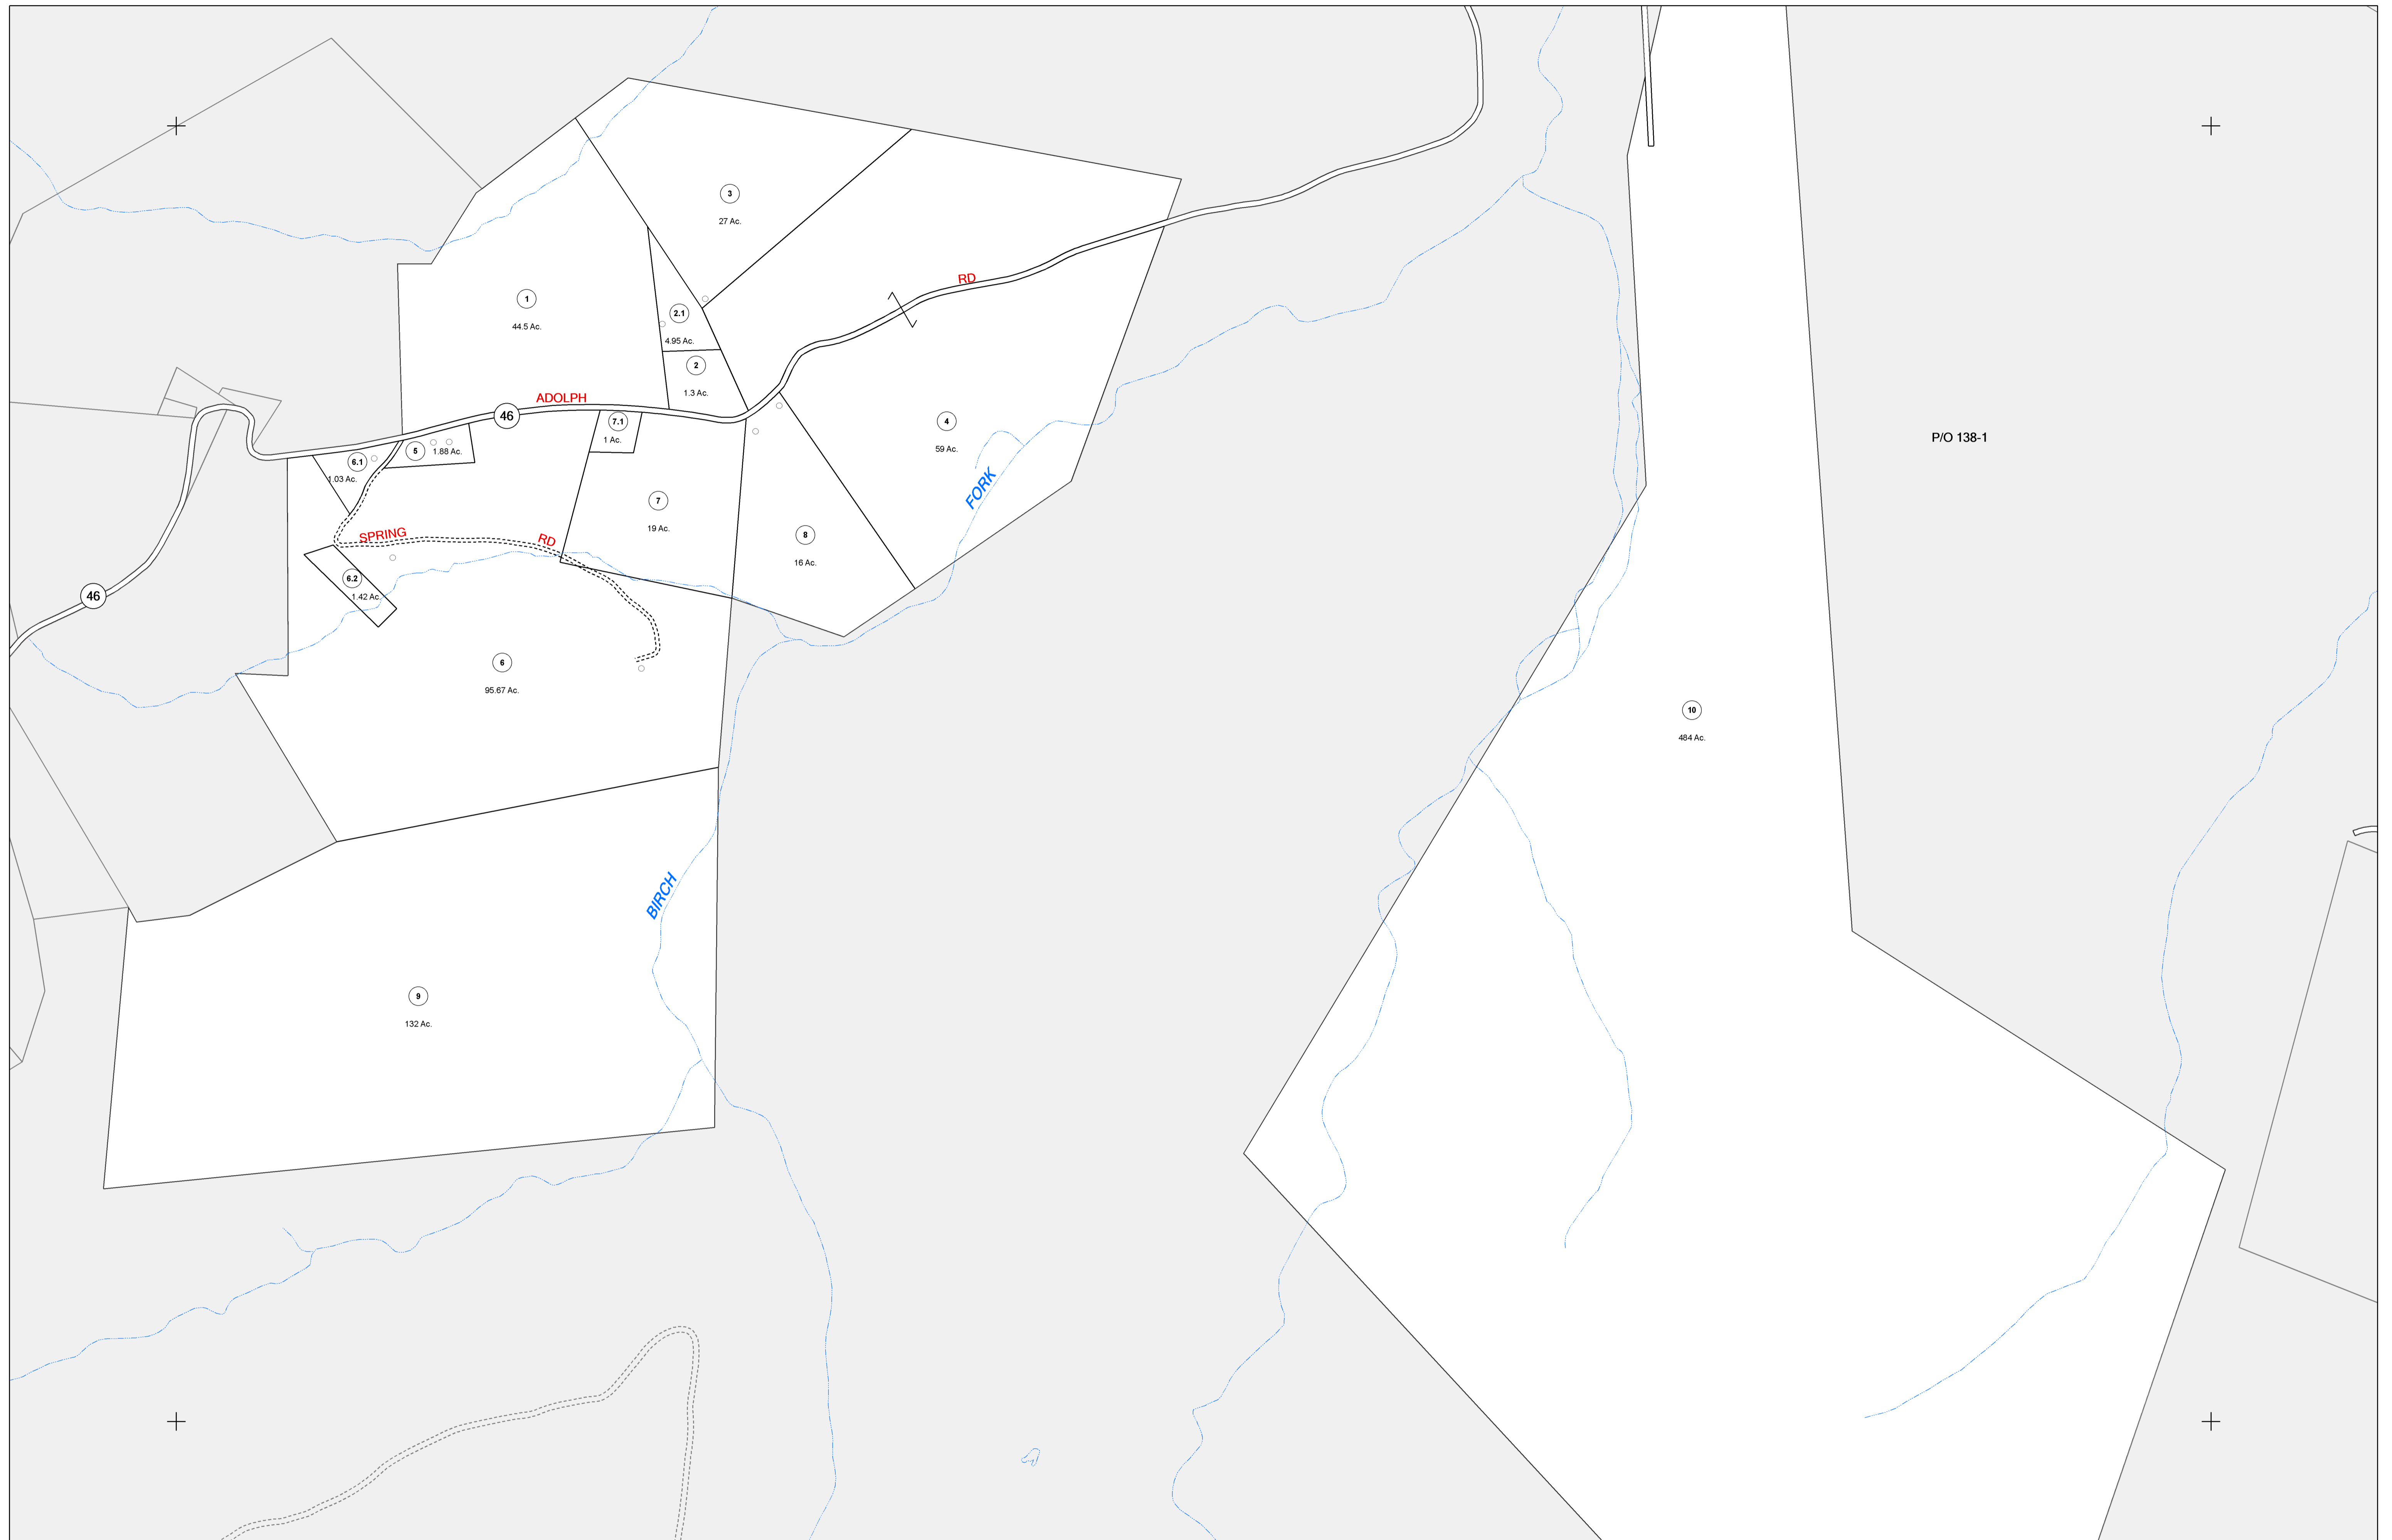 3
27 Ac.
RD
1
44.5 Ac.
2.1
4.95 Ac.
2
1.3 Ac.
ADOLPH
46
7.1
1 Ac.
4
59 Ac.
P/O 138-1
5
1.88 Ac.
6.1
1.03 Ac.
FORK
7
19 Ac.
SPRING
RD
8
16 Ac.
6.2
1.42 Ac.
46
6
95.67 Ac.
10
484 Ac.
BIRCH
9
132 Ac.